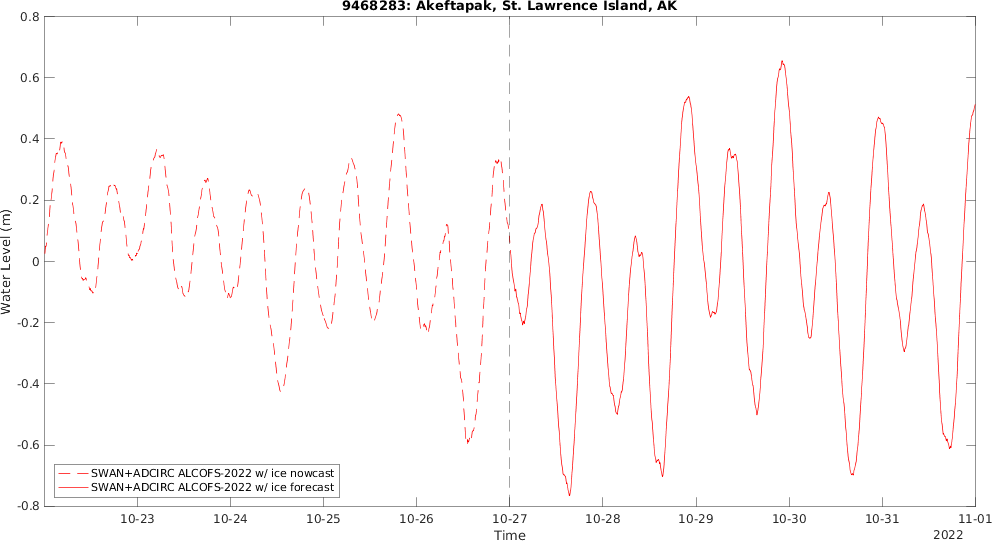 9468283: Akeftapak, St. Lawrence Island, AK
0.8
0.6
0.4
0.2
0
-0.2
-0.4
-0.6
-0.8
Water Level (m)
SWAN+ADCIRC ALCOFS-2022 w/ ice nowcast
SWAN+ADCIRC ALCOFS-2022 w/ ice forecast
10-23 10-24 10-25 10-26 10-27 10-28 10-29 10-30 10-31 11-01
Time
2022